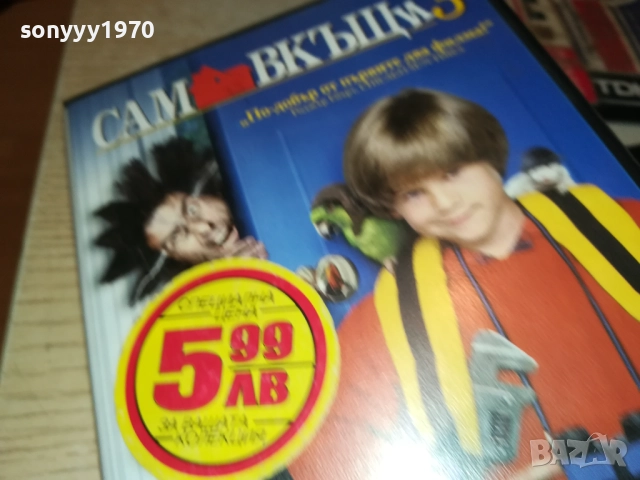 sonyyy1970
САМ ВКЪЩИ 3
„По-добър от първите два филма!"
TDK
СПЕЦИАЛНА
ЦЕНА
5 99
ЛВ
ЗА ВАШАТА
КОЛЕКЦИЯ
BAZAR